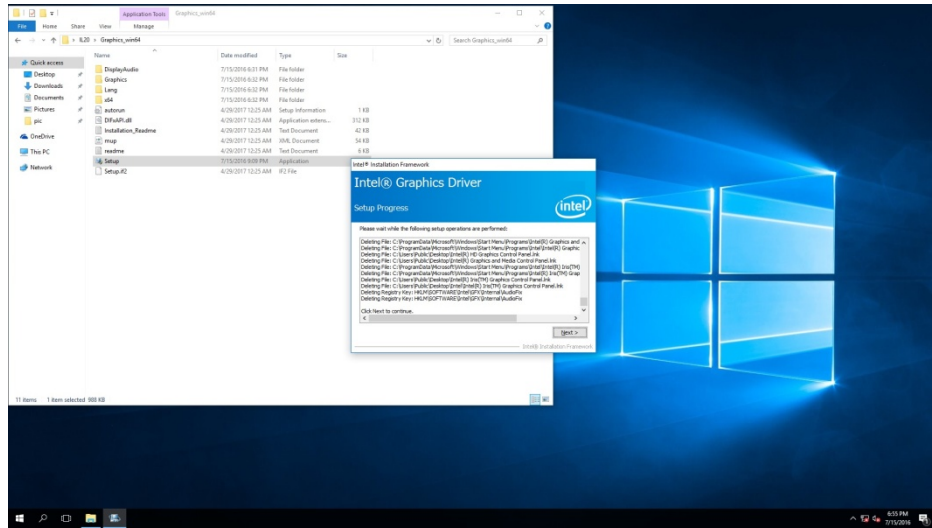 Application Tools Graphics_win64
File Home Share View Manage
8.20 > Graphics_win64
Search Graphics_win64
Name Date modified Type Size
Quick access
Desktop
Downloads
Documents
Pictures
pic
OneDrive
This PC
Network
DisplayAudio 7/15/2016 6:31 PM File folder
Graphics 7/15/2016 6:32 PM File folder
Lang 7/15/2016 6:32 PM File folder
x64 7/15/2016 6:32 PM File folder
autorun 4/29/2017 12:25 AM Setup Information 1 KB
DIFxAPI.dll 4/29/2017 12:25 AM Application extens... 312 KB
Installation_Readme 4/29/2017 12:25 AM Text Document 42 KB
mup 4/29/2017 12:25 AM XML Document 54 KB
readme 4/29/2017 12:25 AM Text Document 6 KB
Setup 7/15/2016 9:09 PM Application
Setup.if2 4/29/2017 12:25 AM IF2 File
Intel® Installation Framework
Intel® Graphics Driver
Setup Progress
intel
Please wait while the following setup operations are performed:
Deleting File: C:\ProgramData\Microsoft\Windows\Start Menu\Programs\Intel(R) Graphics and
Deleting File: C:\ProgramData\Microsoft\Windows\Start Menu\Programs\Intel\Intel(R) Graphic
Deleting File: C:\Users\Public\Desktop\Intel(R) HD Graphics Control Panel.lnk
Deleting File: C:\Users\Public\Desktop\Intel(R) Graphics and Media Control Panel.lnk
Deleting File: C:\ProgramData\Microsoft\Windows\Start Menu\Programs\Intel\Intel(R) Iris(TM)
Deleting File: C:\ProgramData\Microsoft\Windows\Start Menu\Programs\Intel(R) Iris(TM) Grap
Deleting File: C:\Users\Public\Desktop\Intel(R) Iris(TM) Graphics Control Panel.lnk
Deleting File: C:\Users\Public\Desktop\Intel\Intel(R) Iris(TM) Graphics Control Panel.lnk
Deleting Registry Key: HKLM\SOFTWARE\Intel\GFX\Internal\AudioFix
Deleting Registry Key: HKLM\SOFTWARE\Intel\GFX\Internal\AudioFix
Click Next to continue.
Next >
Intel® Installation Framework
11 items 1 item selected 988 KB
6:55 PM
7/15/2016